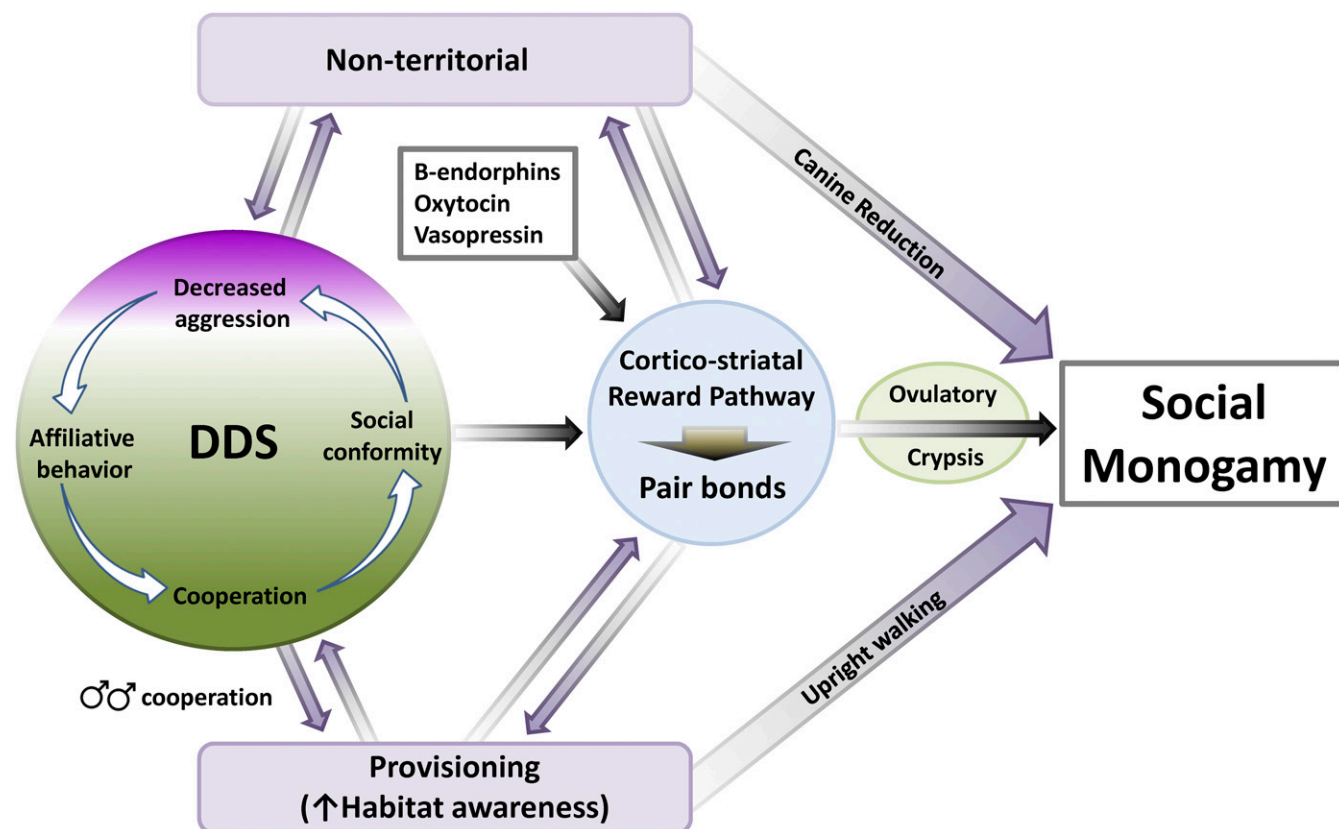 Non-territorial
B-endorphins
Oxytocin
Vasopressin
Canine Reduction
Decreased
aggression
Affiliative
behavior
DDS
Social
conformity
Cooperation
Cortico-striatal
Reward Pathway
Pair bonds
Ovulatory
Crypsis
Social
Monogamy
Upright walking
♂♂ cooperation
Provisioning
(↑Habitat awareness)